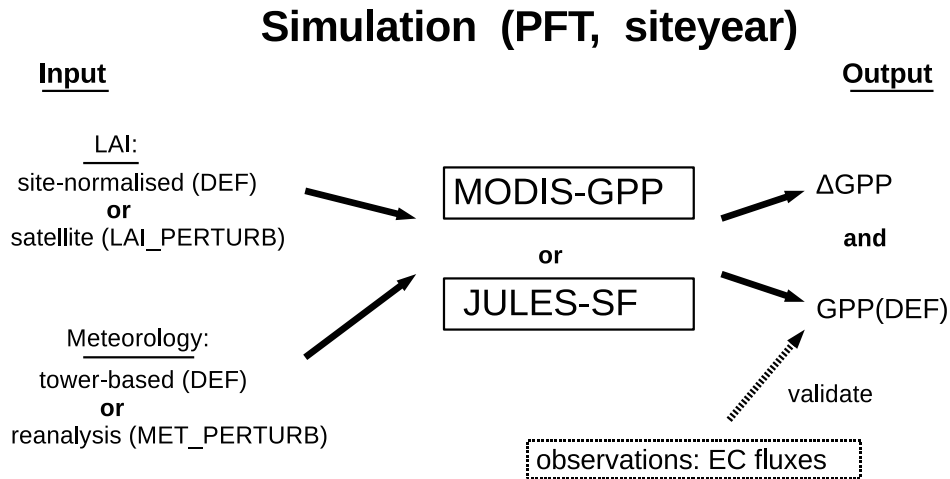 Simulation (PFT, siteyear)
Input
Output
LAI:
site-normalised (DEF)
or
satellite (LAI_PERTURB)
Meteorology:
tower-based (DEF)
or
reanalysis (MET_PERTURB)
MODIS-GPP
or
JULES-SF
ΔGPP
and
GPP(DEF)
validate
observations: EC fluxes